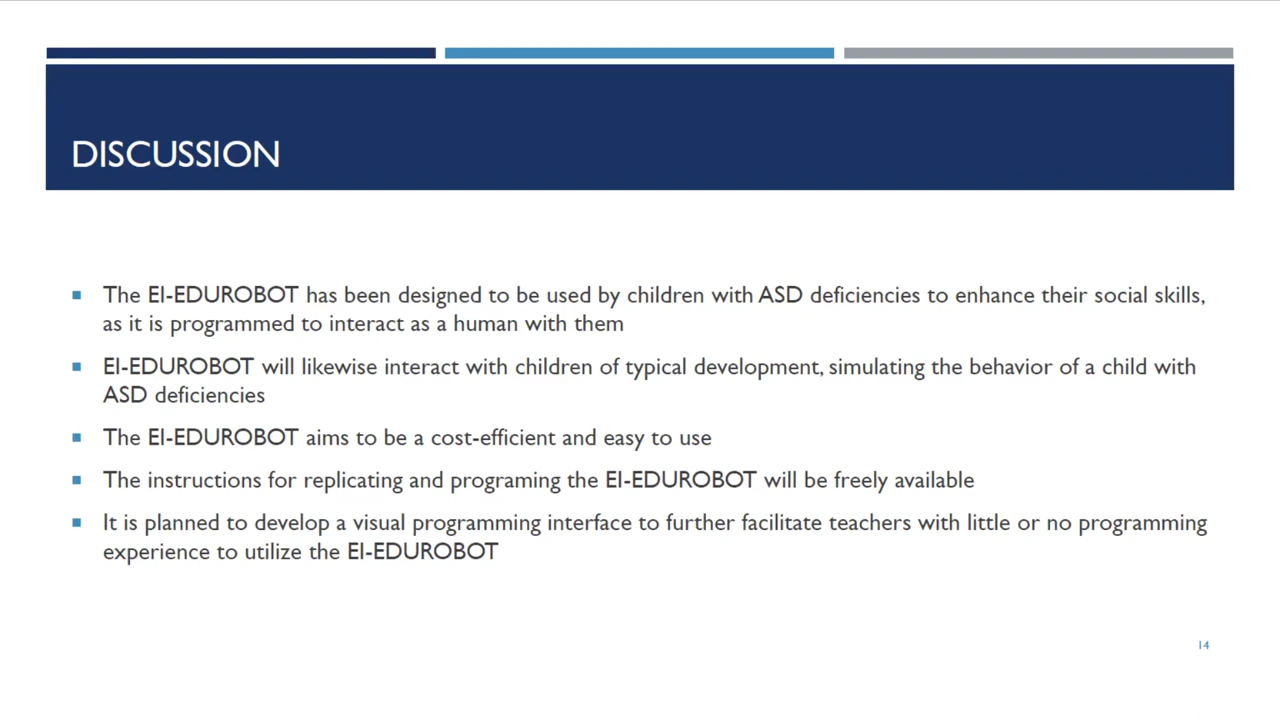 DISCUSSION
The EI-EDUROBOT has been designed to be used by children with ASD deficiencies to enhance their social skills,
as it is programmed to interact as a human with them
EI-EDUROBOT will likewise interact with children of typical development, simulating the behavior of a child with
ASD deficiencies
The EI-EDUROBOT aims to be a cost-efficient and easy to use
The instructions for replicating and programing the EI-EDUROBOT will be freely available
It is planned to develop a visual programming interface to further facilitate teachers with little or no programming
experience to utilize the EI-EDUROBOT
14